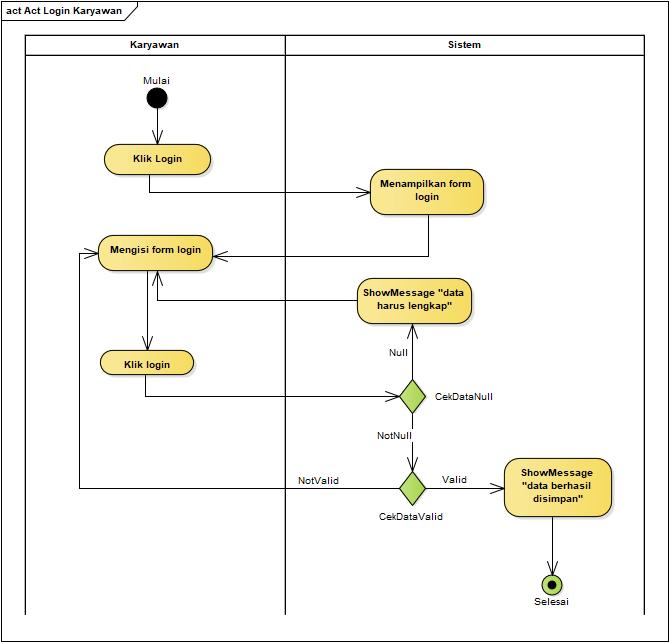 act Act Login Karyawan
Karyawan
Sistem
Mulai
Klik Login
Menampilkan form
login
Mengisi form login
ShowMessage "data
harus lengkap"
Null
Klik login
CekDataNull
NotNull
NotValid
Valid
ShowMessage
"data berhasil
disimpan"
CekDataValid
Selesai